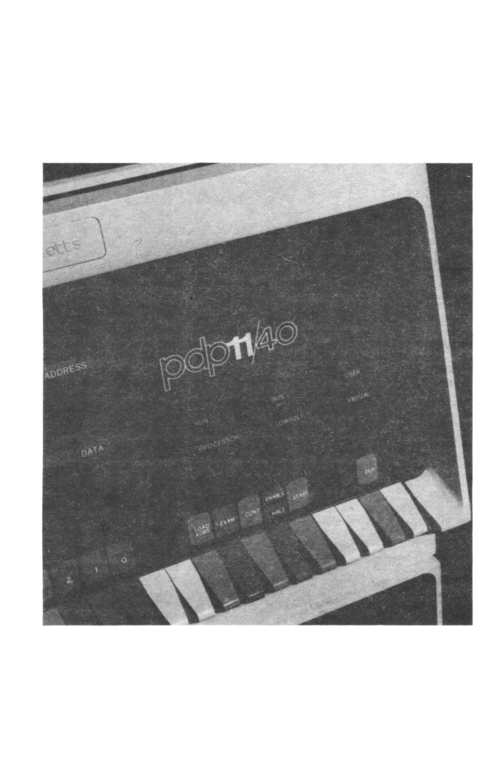 etts
pdp11/40
ADDRESS
USER
RUN
BUS
VIRTUAL
PROCESSOR
CONSOLE
DATA
DEP
ENABLE
LOAD ADRS
EXAM
CONT
HALT
START
2 1 0